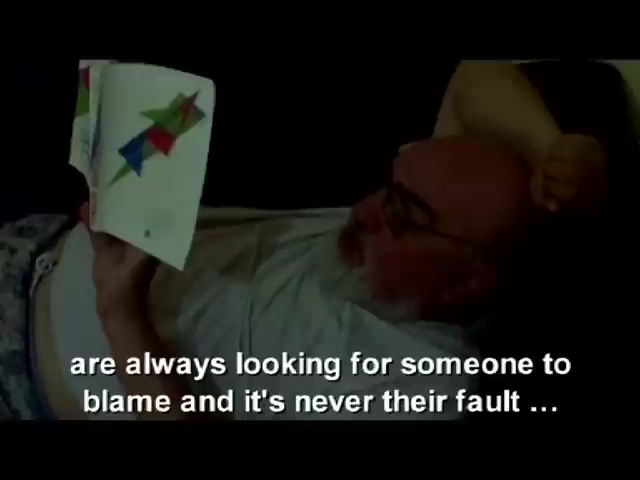 are always looking for someone to
blame and it's never their fault ...